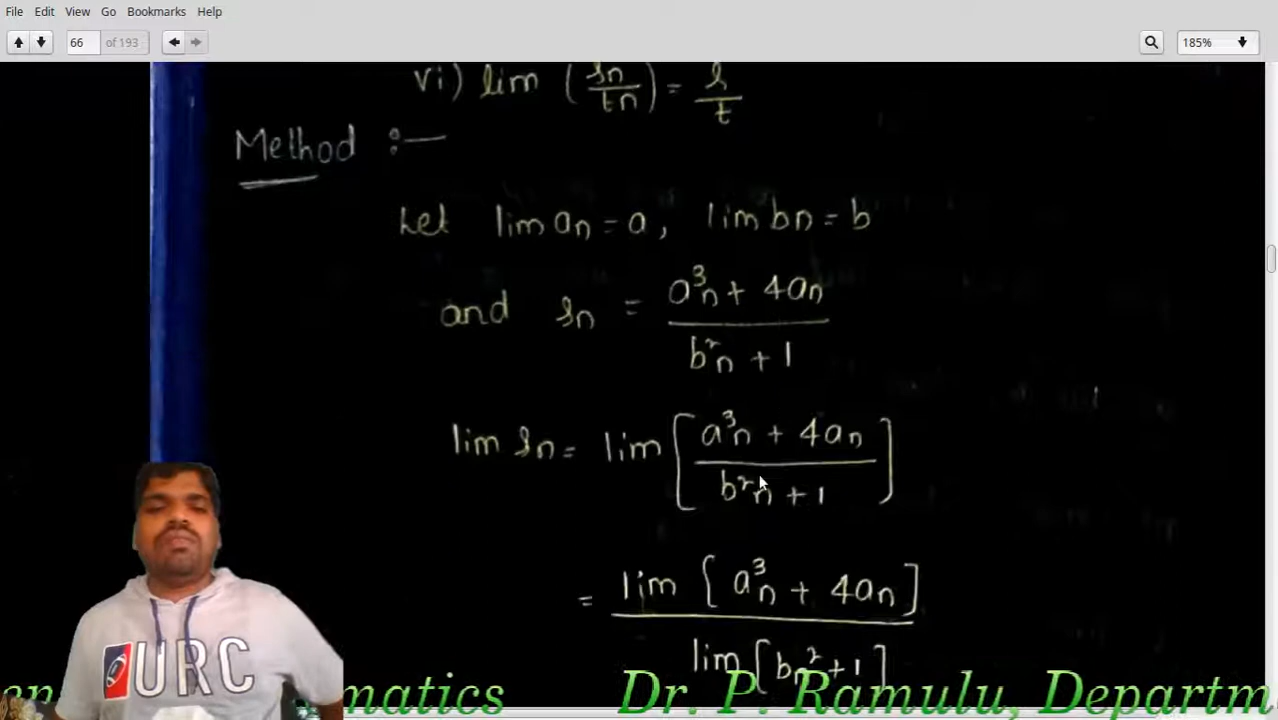 File Edit View Go Bookmarks Help
66 of 193 185%
vi) lim (sn/tn) = s/t
Method :—
Let lim an = a, lim bn = b
and sn = a³n + 4an
b²n + 1
lim sn = lim [a³n + 4an
b²n + 1]
= lim [a³n + 4an]
lim [bn² + 1]
URC
matics Dr. P. Ramulu, Departm